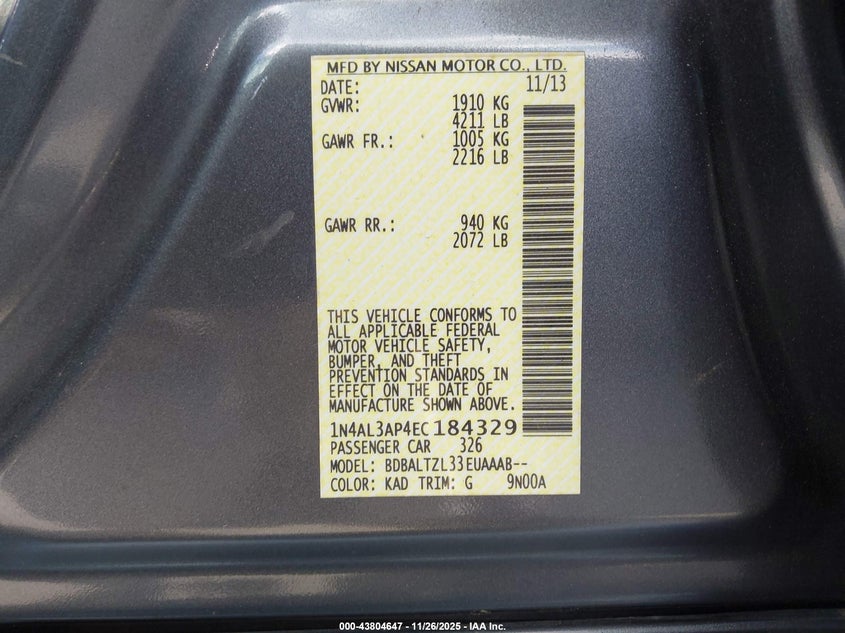 MFD BY NISSAN MOTOR CO., LTD.
DATE: 11/13
GVWR: 1910 KG
4211 LB
GAWR FR.: 1005 KG
2216 LB
GAWR RR.: 940 KG
2072 LB
THIS VEHICLE CONFORMS TO
ALL APPLICABLE FEDERAL
MOTOR VEHICLE SAFETY,
BUMPER, AND THEFT
PREVENTION STANDARDS IN
EFFECT ON THE DATE OF
MANUFACTURE SHOWN ABOVE.
1N4AL3AP4EC184329
PASSENGER CAR 326
MODEL: BDBALTZL33EUAAAB--
COLOR: KAD TRIM: G 9N00A
000-43804647 - 11/26/2025 - IAA Inc.